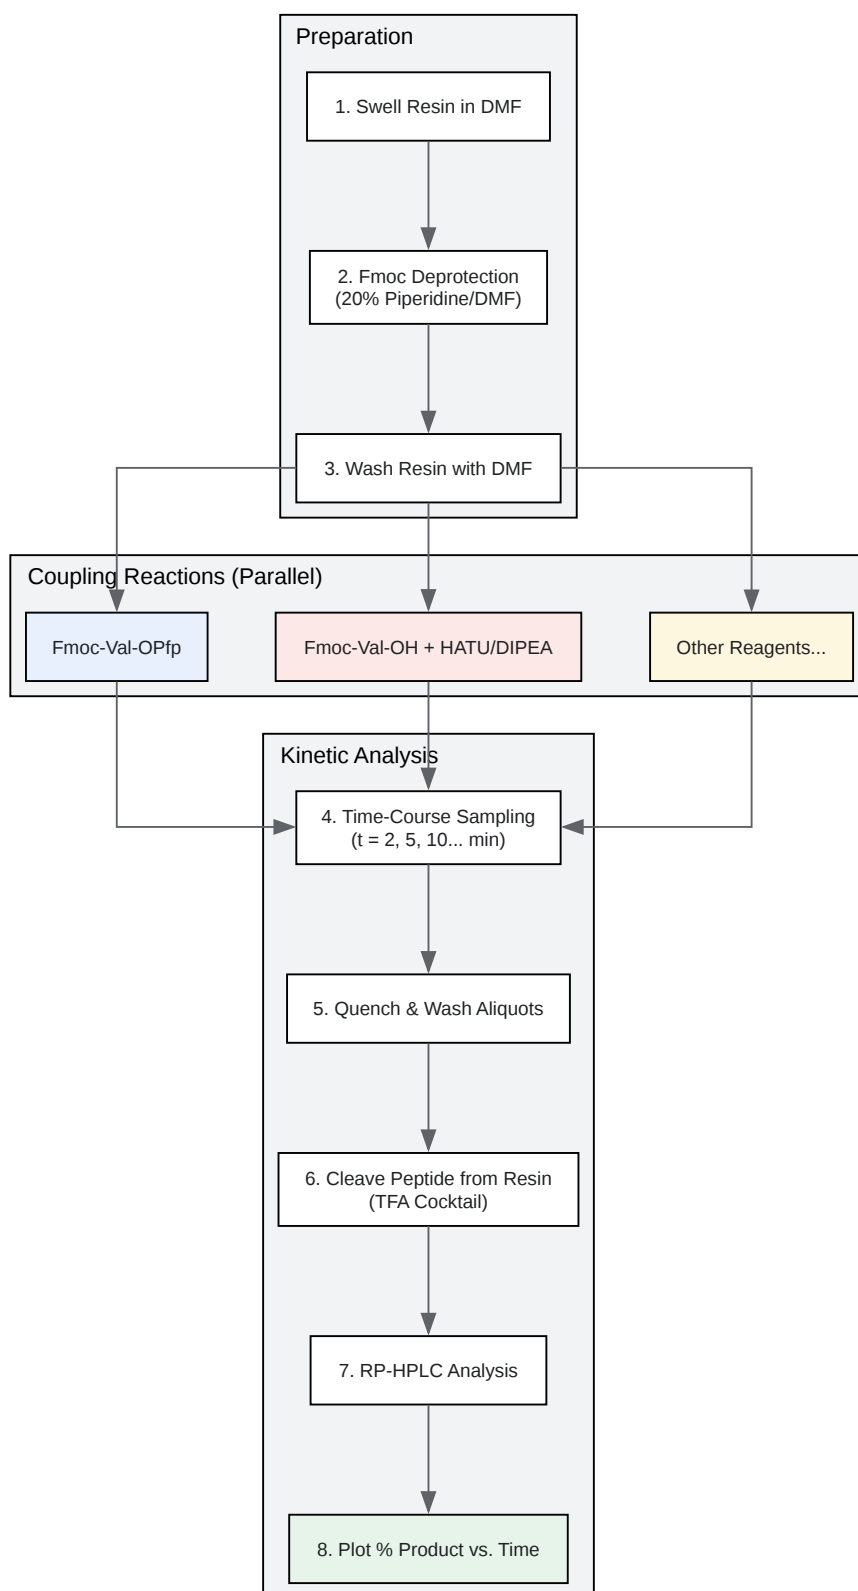 Preparation
1. Swell Resin in DMF
2. Fmoc Deprotection
(20% Piperidine/DMF)
3. Wash Resin with DMF
Coupling Reactions (Parallel)
Fmoc-Val-OPfp
Fmoc-Val-OH + HATU/DIPEA
Other Reagents...
Kinetic Analysis
4. Time-Course Sampling
(t = 2, 5, 10... min)
5. Quench & Wash Aliquots
6. Cleave Peptide from Resin
(TFA Cocktail)
7. RP-HPLC Analysis
8. Plot % Product vs. Time